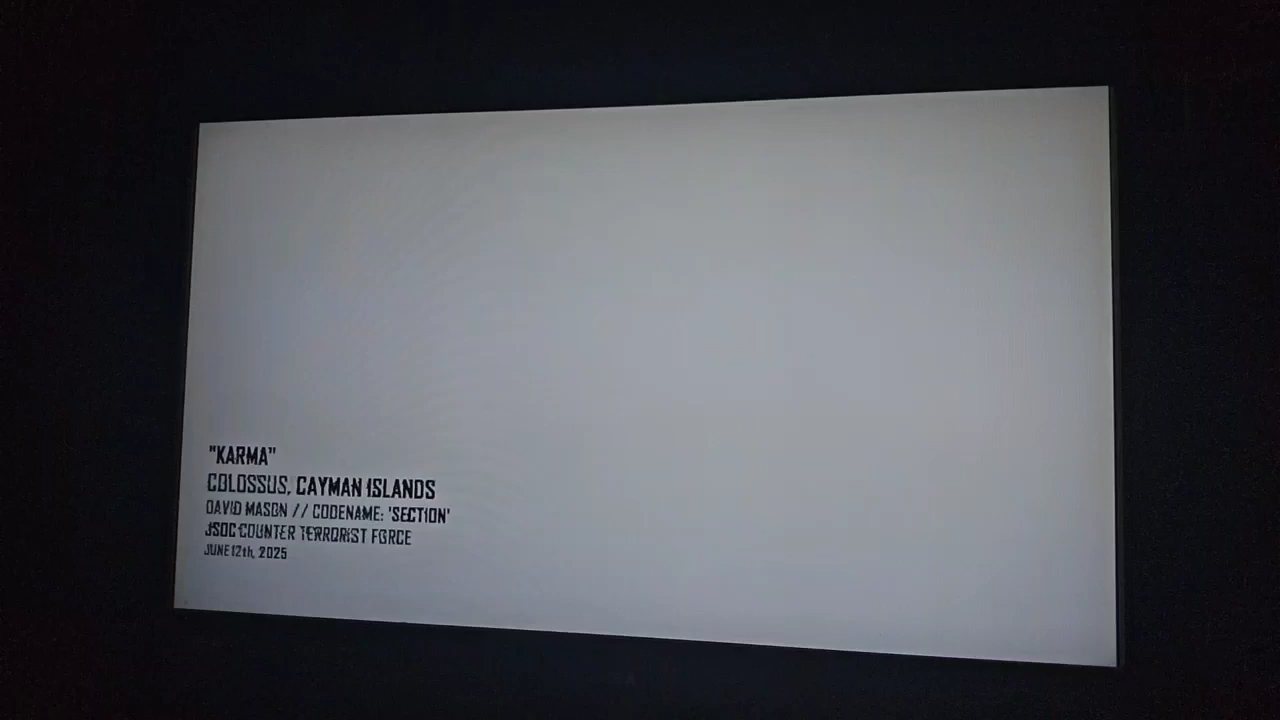 "KARMA"
COLOSSUS, CAYMAN ISLANDS
DAVID MASON // CODENAME: 'SECTION'
JSOC COUNTER TERRORIST FORCE
JUNE 12th, 2025